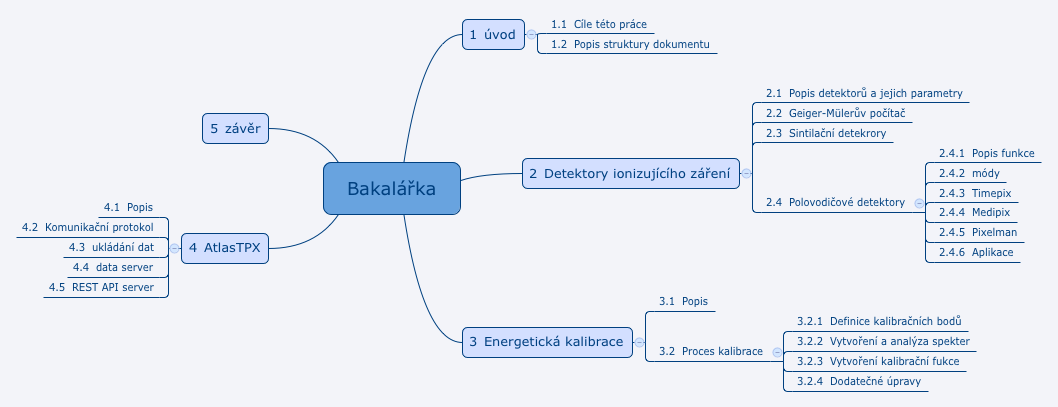 Bakalářka
1 úvod
1.1 Cíle této práce
1.2 Popis struktury dokumentu
2 Detektory ionizujícího záření
2.1 Popis detektorů a jejich parametry
2.2 Geiger-Mülerův počítač
2.3 Sintilační detekrory
2.4 Polovodičové detektory
2.4.1 Popis funkce
2.4.2 módy
2.4.3 Timepix
2.4.4 Medipix
2.4.5 Pixelman
2.4.6 Aplikace
3 Energetická kalibrace
3.1 Popis
3.2 Proces kalibrace
3.2.1 Definice kalibračních bodů
3.2.2 Vytvoření a analýza spekter
3.2.3 Vytvoření kalibrační fukce
3.2.4 Dodatečné úpravy
4 AtlasTPX
4.1 Popis
4.2 Komunikační protokol
4.3 ukládání dat
4.4 data server
4.5 REST API server
5 závěr